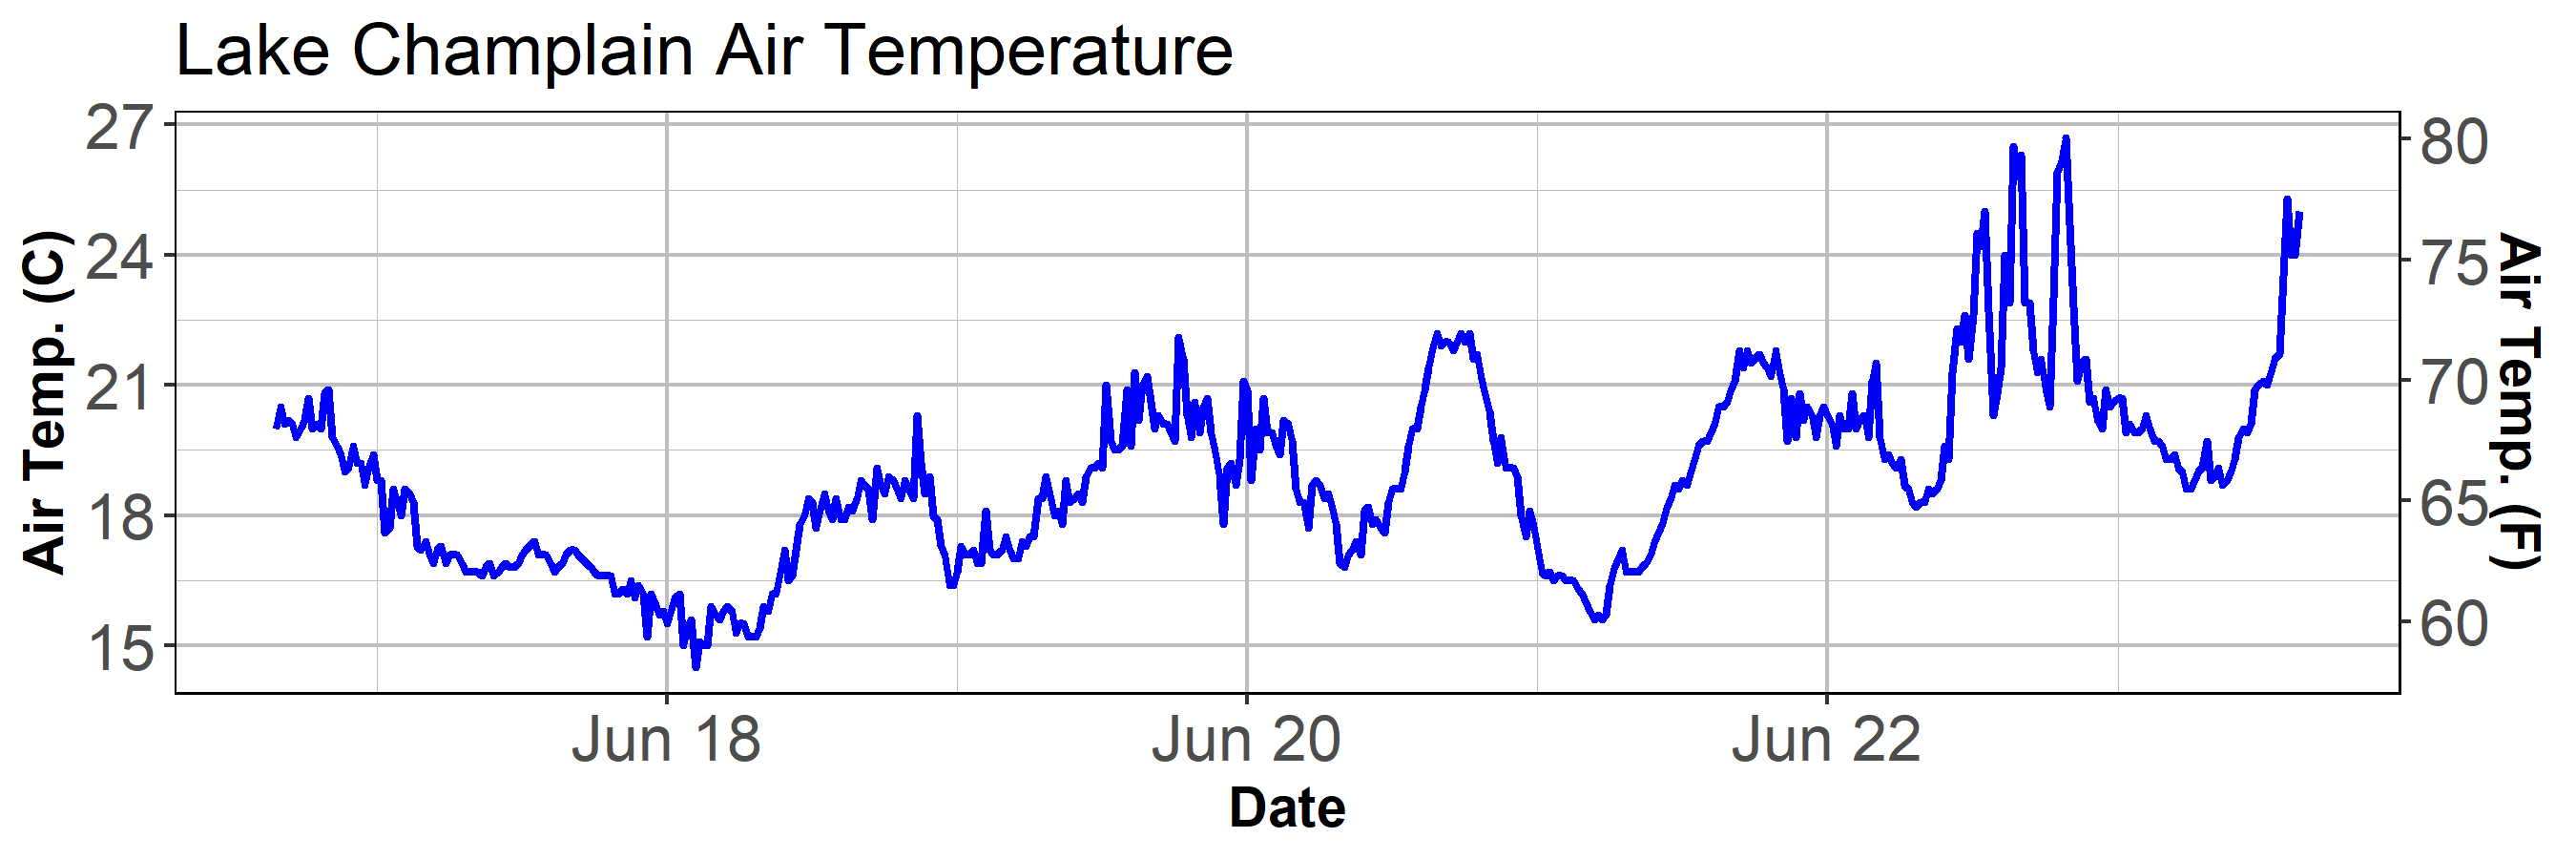 Lake Champlain Air Temperature
Air Temp. (C)
27
24
21
18
15
80
75
70
65
60
Air Temp. (F)
Jun 18 Jun 20 Jun 22
Date